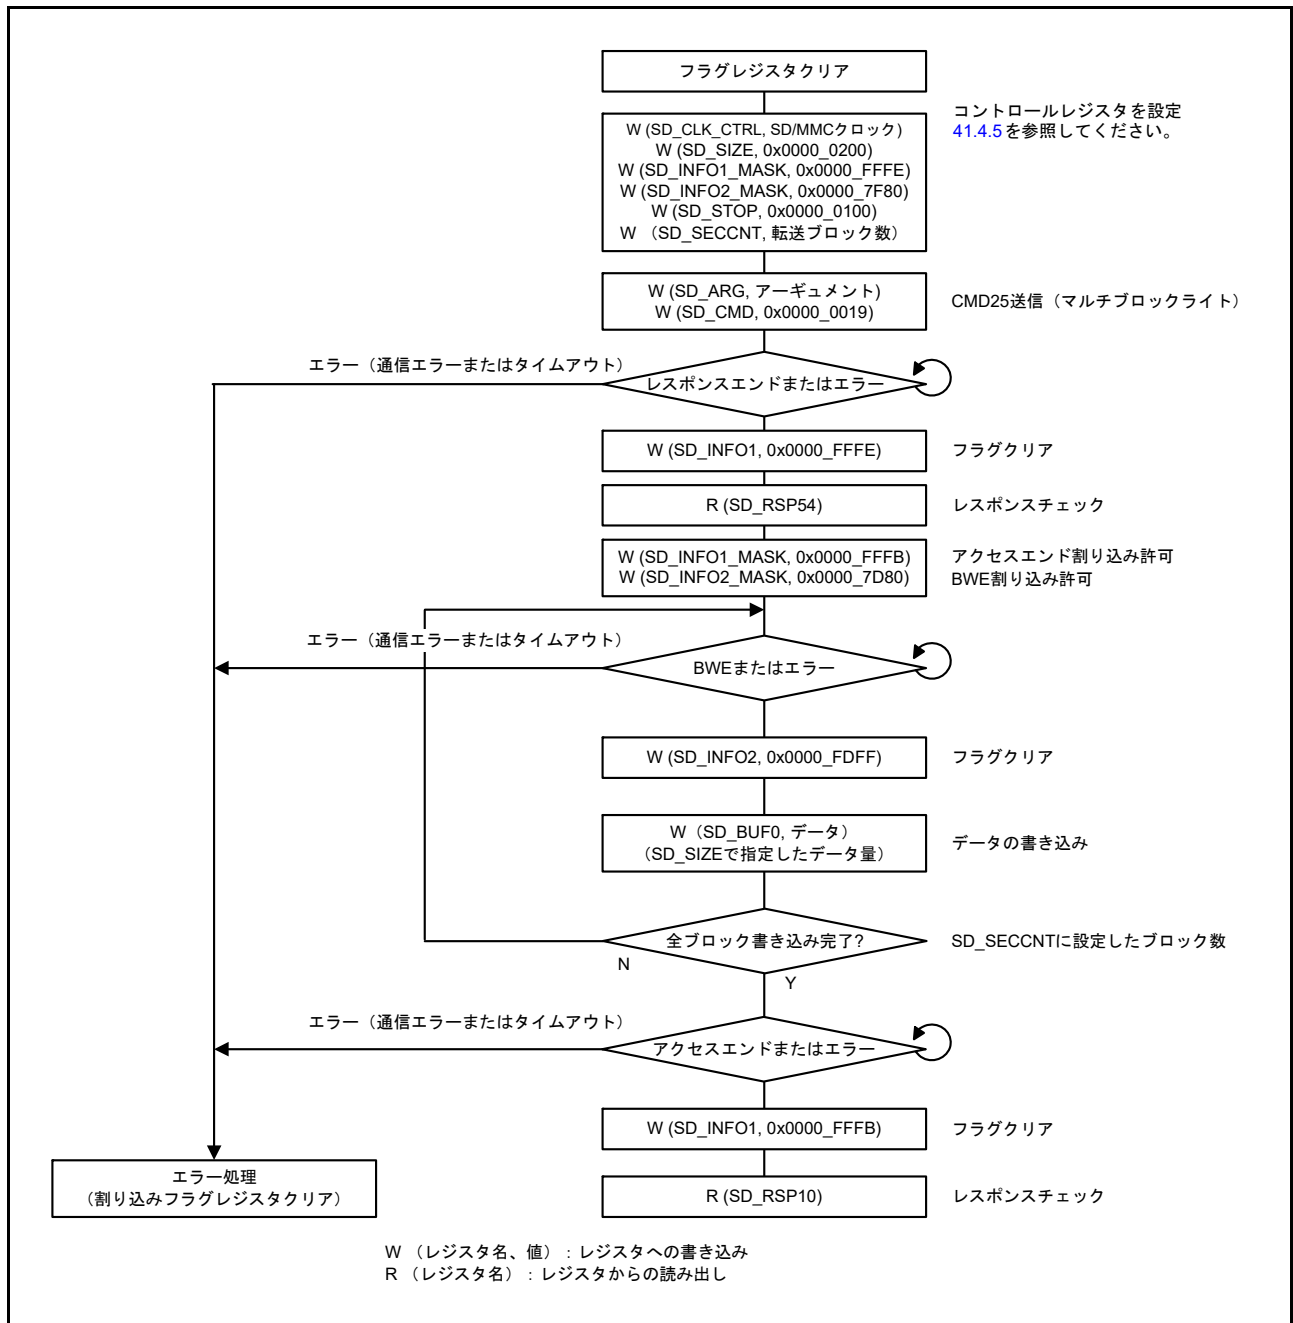 フラグレジスタクリア
コントロールレジスタを設定
41.4.5を参照してください。
W (SD_CLK_CTRL, SD/MMCクロック)
W (SD_SIZE, 0x0000_0200)
W (SD_INFO1_MASK, 0x0000_FFFE)
W (SD_INFO2_MASK, 0x0000_7F80)
W (SD_STOP, 0x0000_0100)
W （SD_SECCNT, 転送ブロック数）
W (SD_ARG, アーギュメント)
W (SD_CMD, 0x0000_0019)
CMD25送信（マルチブロックライト）
エラー（通信エラーまたはタイムアウト）
レスポンスエンドまたはエラー
W (SD_INFO1, 0x0000_FFFE)
フラグクリア
R (SD_RSP54)
レスポンスチェック
W (SD_INFO1_MASK, 0x0000_FFFB)
アクセスエンド割り込み許可
W (SD_INFO2_MASK, 0x0000_7D80)
BWE割り込み許可
エラー（通信エラーまたはタイムアウト）
BWEまたはエラー
W (SD_INFO2, 0x0000_FDFF)
フラグクリア
W（SD_BUF0, データ）
（SD_SIZEで指定したデータ量）
データの書き込み
全ブロック書き込み完了?
SD_SECCNTに設定したブロック数
N
Y
エラー（通信エラーまたはタイムアウト）
アクセスエンドまたはエラー
W (SD_INFO1, 0x0000_FFFB)
フラグクリア
エラー処理
（割り込みフラグレジスタクリア）
R (SD_RSP10)
レスポンスチェック
W （レジスタ名、値）：レジスタへの書き込み
R （レジスタ名）：レジスタからの読み出し